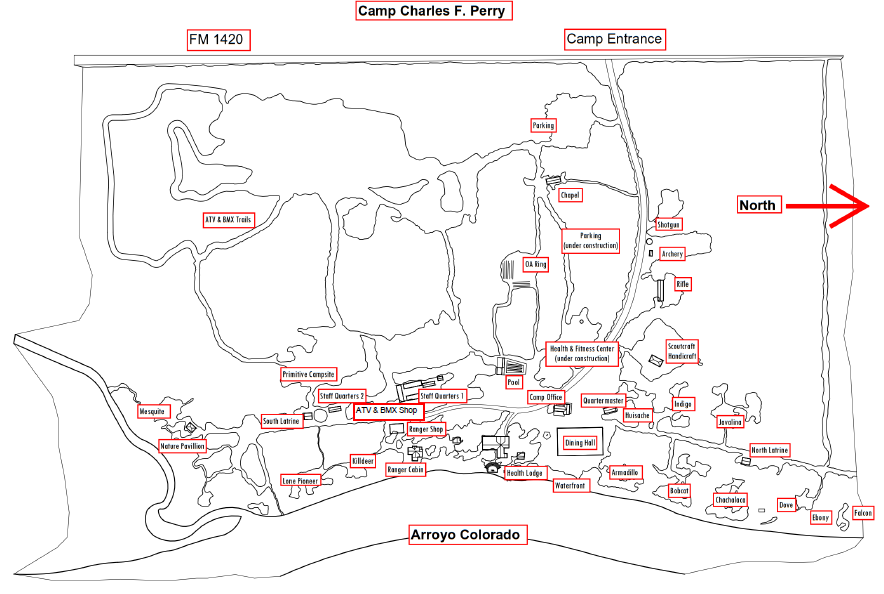 Camp Charles F. Perry
FM 1420
Camp Entrance
Parking
Chapel
North
ATV & BMX Trails
Shotgun
Parking
(under construction)
Archery
OA Ring
Rifle
Health & Fitness Center
(under construction)
Scoutcraft
Handicraft
Primitive Campsite
Pool
Staff Quarters 2
Staff Quarters 1
Camp Office
Quartermaster
Indigo
Mesquite
ATV & BMX Shop
Huisache
South Latrine
Javalina
Ranger Shop
Nature Pavillion
Dining Hall
North Latrine
Killdeer
Ranger Cabin
Health Lodge
Armadillo
Lone Pioneer
Waterfront
Bobcat
Chachalaca
Dove
Ebony
Falcon
Arroyo Colorado